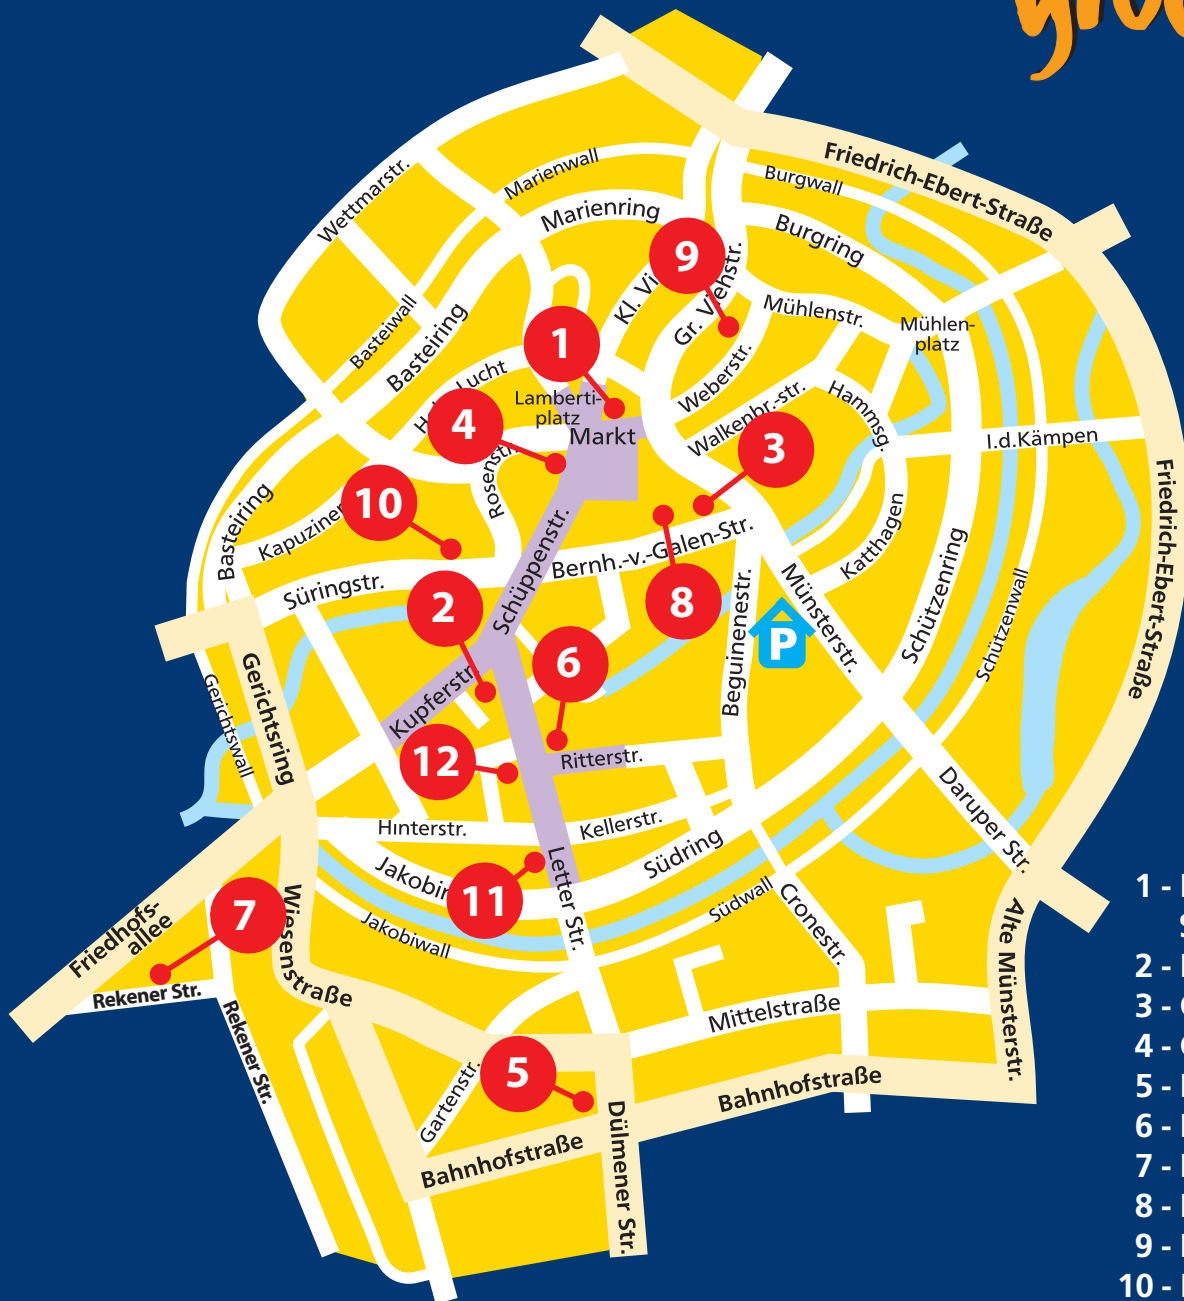 Friedrich-Ebert-Straße
Burgwall
Marienwall
Wettmarstr.
Marienring
Burgring
9
Kl. Vi
Gr. Viehstr.
Mühlenstr.
Mühlen-
platz
Basteiwall
Basteiring
1
Weberstr.
Lucht
Lamberti-
platz
Markt
Walkenbr.-str.
Hammsg.
4
3
I.d.Kämpen
Friedrich-Ebert-Straße
10
Rosenstr.
Basteiring
Kapuziner
Schüppenstr.
Bernh.-v.-Galen-Str.
Katthagen
Süringstr.
2
8
Münsterstr.
Schützenring
Schützenwall
Beguinenestr.
P
6
Gerichtsring
Gerichtswall
Kupferstr.
12
Ritterstr.
Daruper Str.
Hinterstr.
Kellerstr.
Südring
Jakobir
11
Letter Str.
Südwall
Cronestr.
7
Wiesenstraße
Jakobiwall
Friedhofs-
allee
Rekener Str.
Rekener Str.
Mittelstraße
Alte Münsterstr.
Gartenstr.
5
Bahnhofstraße
Bahnhofstraße
Dülmener Str.
1 -
2 -
3 -
4 -
5 -
6 -
7 -
8 -
9 -
10 -